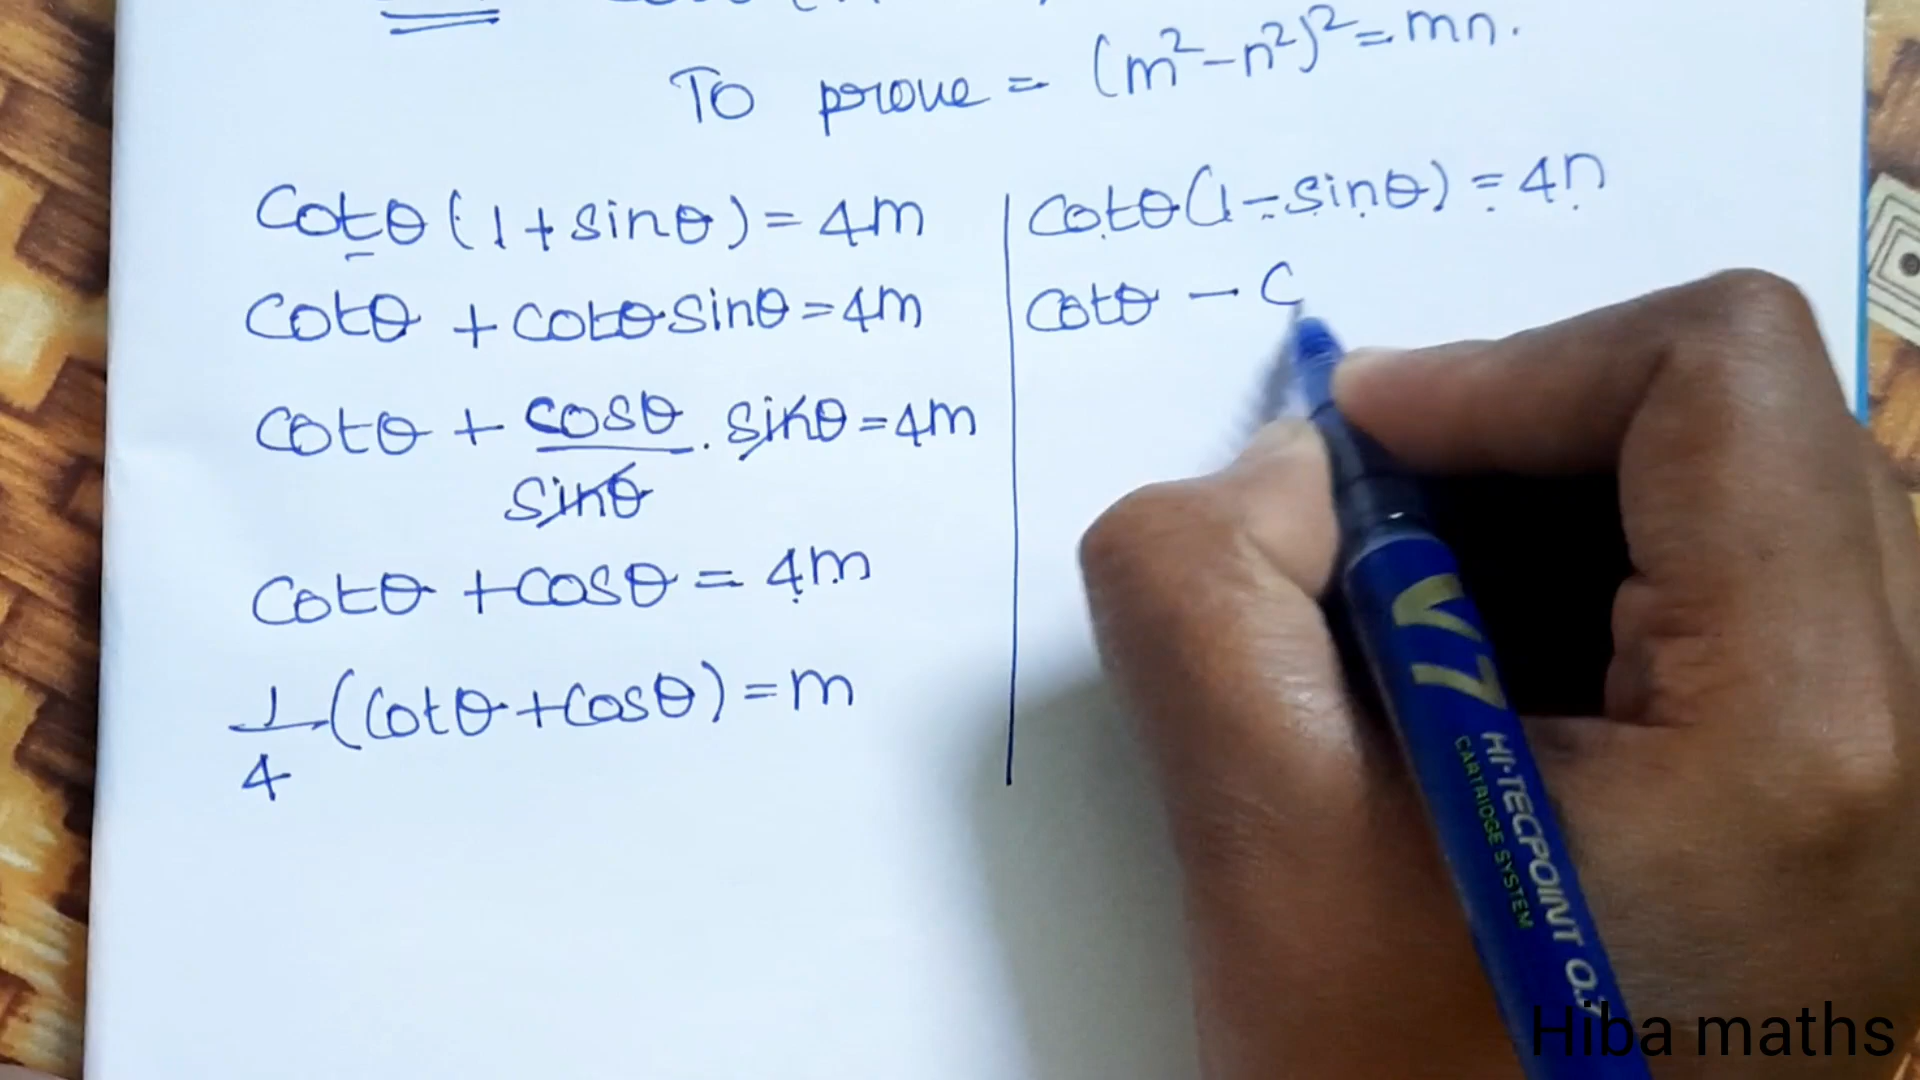 To prove = (m²-n²)² = mn.
Cotθ (1 + sinθ) = 4m
Cotθ + cotθ sinθ = 4m
Cotθ + cosθ/sinθ . sinθ = 4m
Cotθ + cosθ = 4m
1/4 (Cotθ + Cosθ) = m
Cotθ (1 - sinθ) = 4n
Cotθ - C
V7
HI-TECPOINT 0.7
CARTRIDGE SYSTEM
Hiba maths